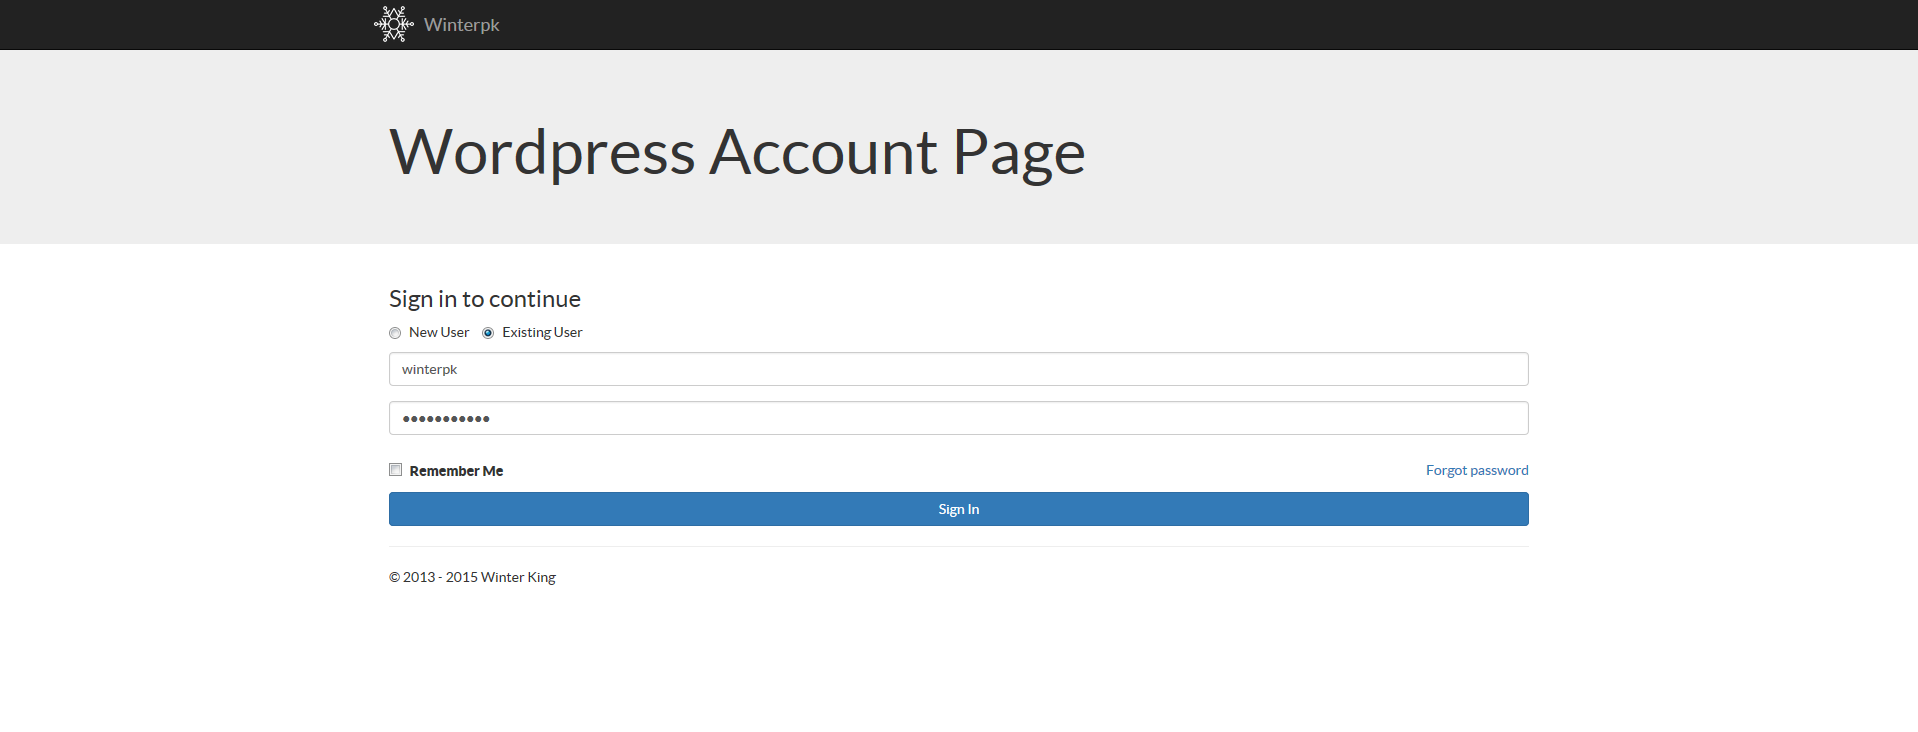 Winterpk
Wordpress Account Page
Sign in to continue
New User Existing User
winterpk
•••••••••••
Remember Me Forgot password
Sign In
© 2013 - 2015 Winter King